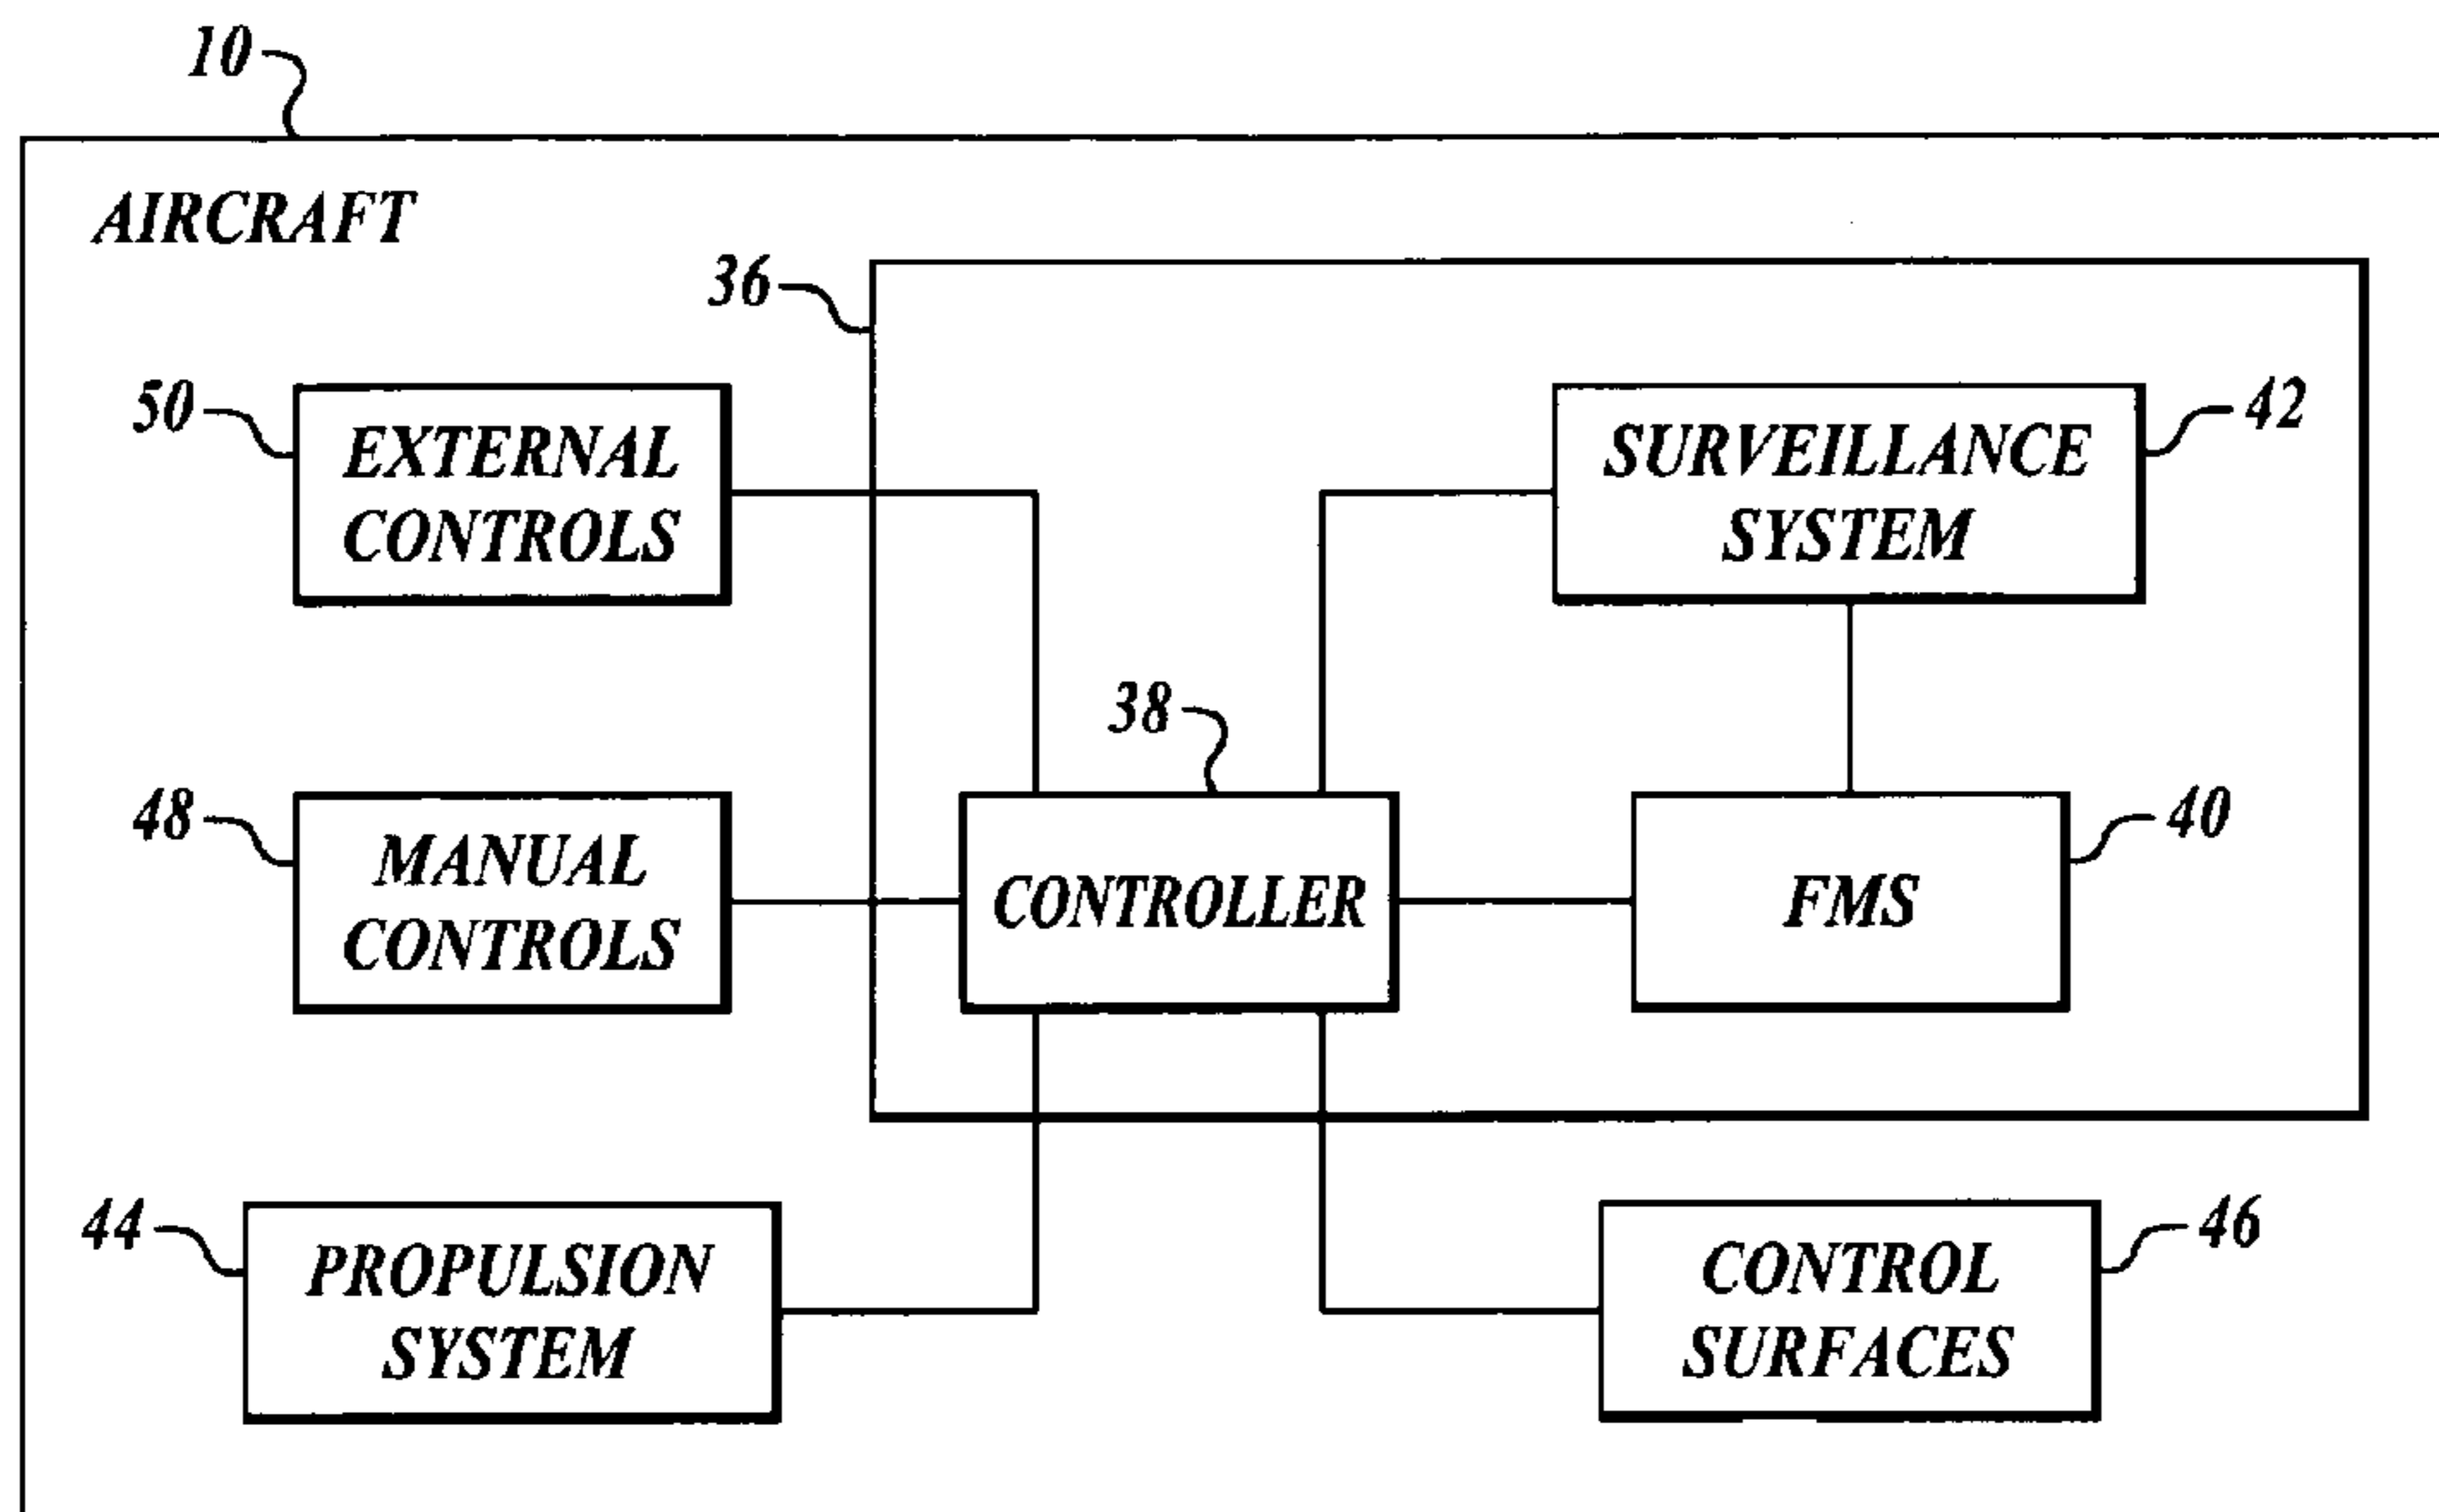 10
AIRCRAFT
36
50
EXTERNAL
CONTROLS
SURVEILLANCE
SYSTEM
42
38
48
MANUAL
CONTROLS
CONTROLLER
FMS
40
44
PROPULSION
SYSTEM
CONTROL
SURFACES
46